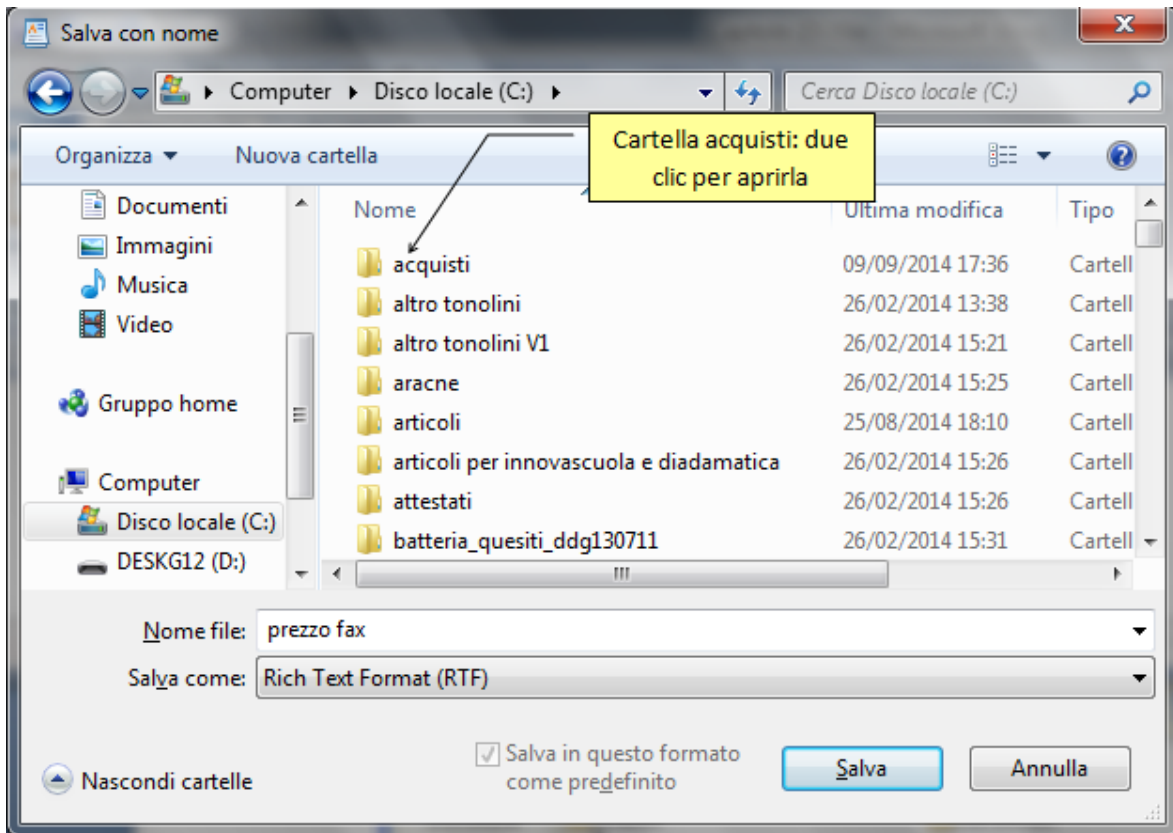 Salva con nome
Computer Disco locale (C:)
Cerca Disco locale (C:)
Cartella acquisti: due
clic per aprirla
Organizza
Nuova cartella
Documenti
Immagini
Musica
Video
Gruppo home
Computer
Disco locale (C:)
DESKG12 (D:)
Nome Ultima modifica Tipo
acquisti 09/09/2014 17:36 Cartell
altro tonolini 26/02/2014 13:38 Cartell
altro tonolini V1 26/02/2014 15:21 Cartell
aracne 26/02/2014 15:25 Cartell
articoli 25/08/2014 18:10 Cartell
articoli per innovascuola e diadamatica 26/02/2014 15:26 Cartell
attestati 26/02/2014 15:26 Cartell
batteria_quesiti_ddg130711 26/02/2014 15:31 Cartell
Nome file: prezzo fax
Salva come: Rich Text Format (RTF)
Salva in questo formato
come predefinito
Salva
Annulla
Nascondi cartelle